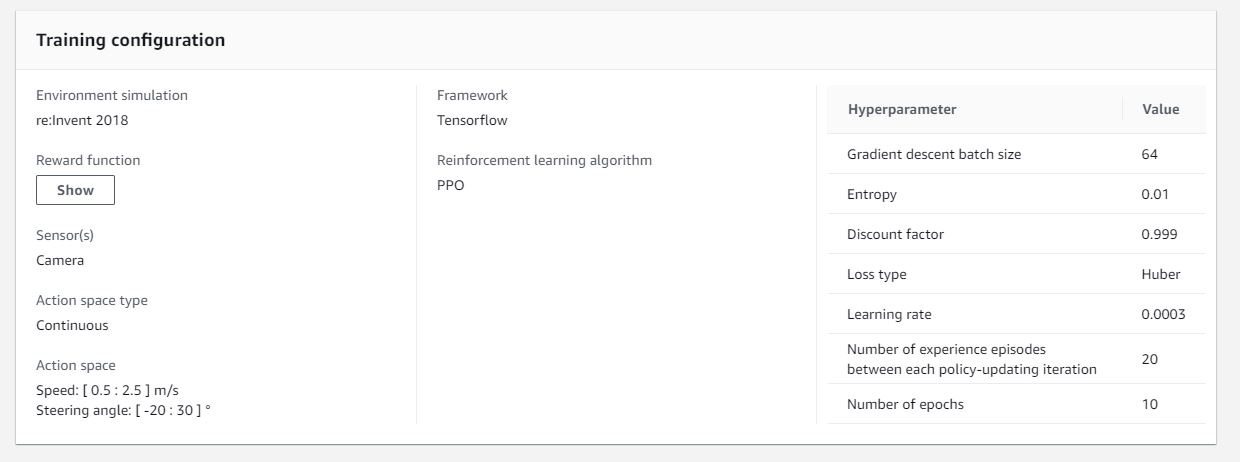 Training configuration
Environment simulation
re:Invent 2018
Reward function
Show
Sensor(s)
Camera
Action space type
Continuous
Action space
Speed: [ 0.5 : 2.5 ] m/s
Steering angle: [ -20 : 30 ] °
Framework
Tensorflow
Reinforcement learning algorithm
PPO
Hyperparameter Value
Gradient descent batch size 64
Entropy 0.01
Discount factor 0.999
Loss type Huber
Learning rate 0.0003
Number of experience episodes
between each policy-updating iteration 20
Number of epochs 10